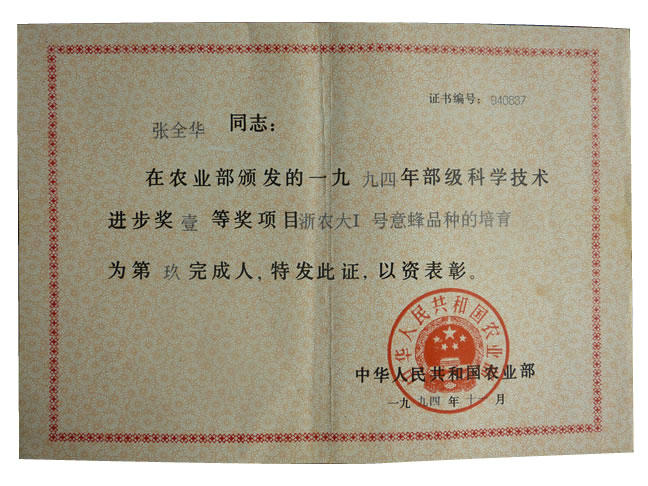 证书编号：940837
张全华 同志：
在农业部颁发的一九九四年部级科学技术
进步奖壹等奖项目浙农大I号意蜂品种的培育
为第玖完成人，特发此证，以资表彰。
中华人民共和国农业部
中华人民共和国农业部
一九九四年十一月